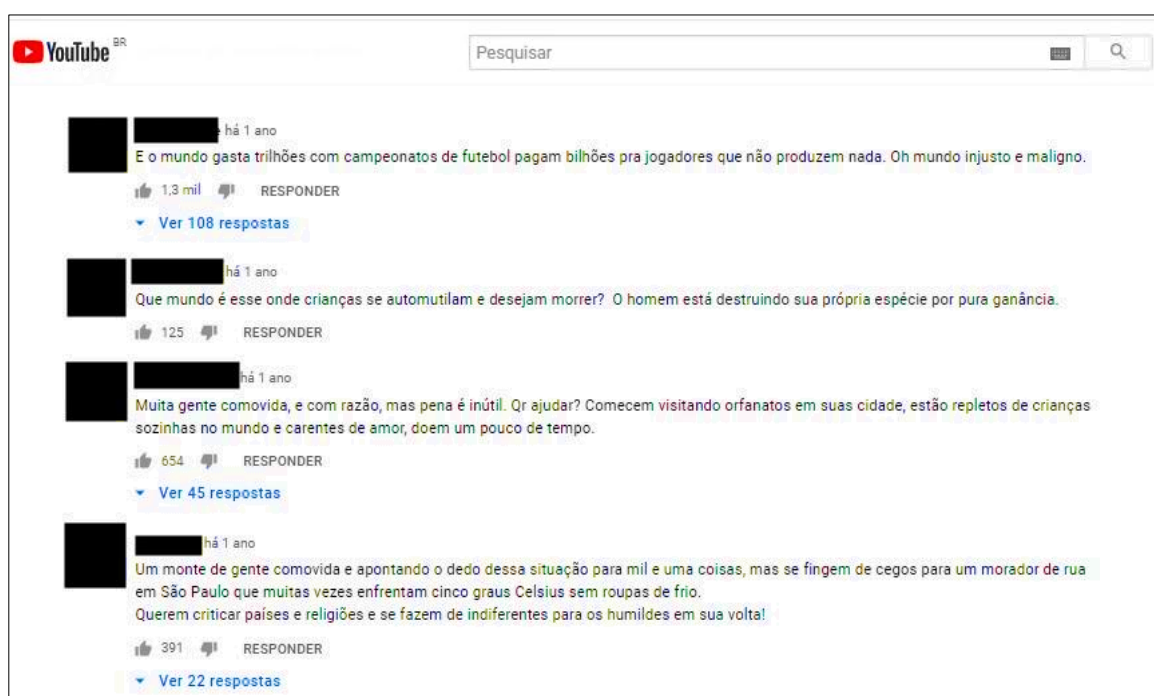 YouTube BR
Pesquisar
há 1 ano
E o mundo gasta trilhões com campeonatos de futebol pagam bilhões pra jogadores que não produzem nada. Oh mundo injusto e maligno.
1,3 mil RESPONDER
Ver 108 respostas
há 1 ano
Que mundo é esse onde crianças se automutilam e desejam morrer? O homem está destruindo sua própria espécie por pura ganância.
125 RESPONDER
há 1 ano
Muita gente comovida, e com razão, mas pena é inútil. Qr ajudar? Comecem visitando orfanatos em suas cidade, estão repletos de crianças
sozinhas no mundo e carentes de amor, doem um pouco de tempo.
654 RESPONDER
Ver 45 respostas
há 1 ano
Um monte de gente comovida e apontando o dedo dessa situação para mil e uma coisas, mas se fingem de cegos para um morador de rua
em São Paulo que muitas vezes enfrentam cinco graus Celsius sem roupas de frio.
Querem criticar países e religiões e se fazem de indiferentes para os humildes em sua volta!
391 RESPONDER
Ver 22 respostas